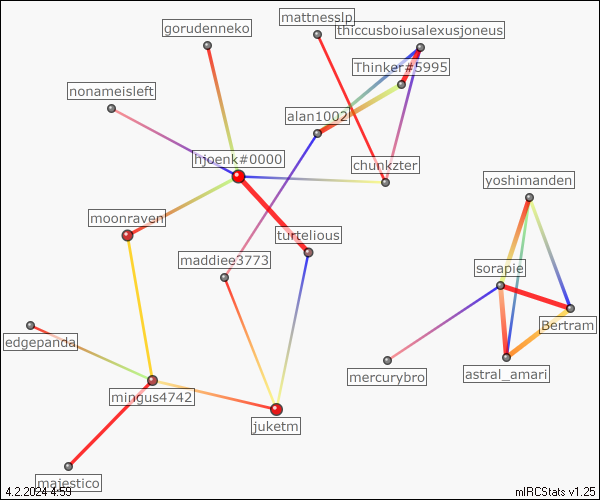 mattnesslp
gorudenneko
thiccusboiusalexusjoneus
Thinker#5995
nonameisleft
alan1002
hjoenk#0000
chunkzter
yoshimanden
moonraven
turtelious
maddiee3773
sorapie
Bertram
edgepanda
mercurybro
astral_amari
mingus4742
juketm
majestico
4.2.2024 4:59
mIRCStats v1.25